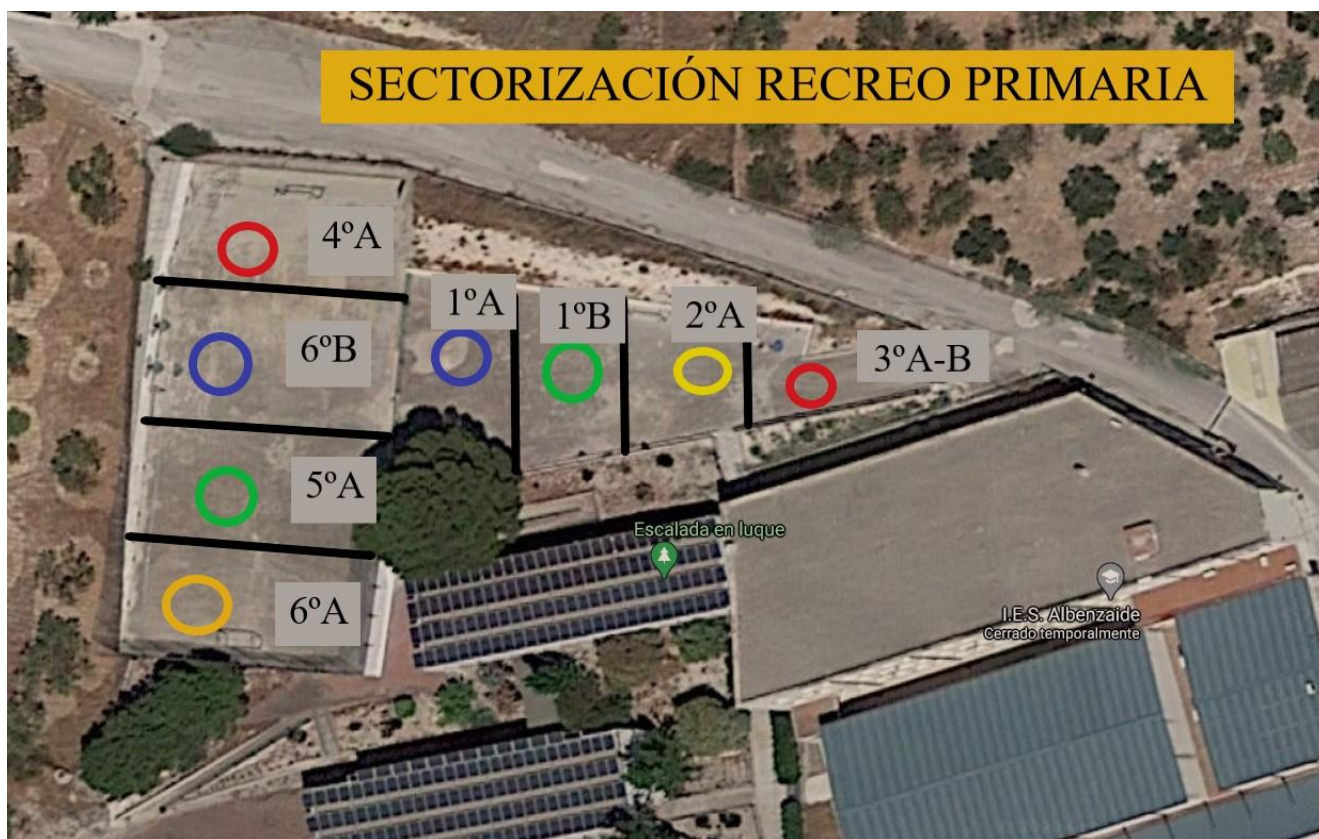 SECTORIZACIÓN RECREO PRIMARIA
4ºA
1ºA
1ºB
2ºA
6ºB
3ºA-B
5ºA
Escalada en luque
6ºA
I.E.S. Albenzaide
Cerrado temporalmente